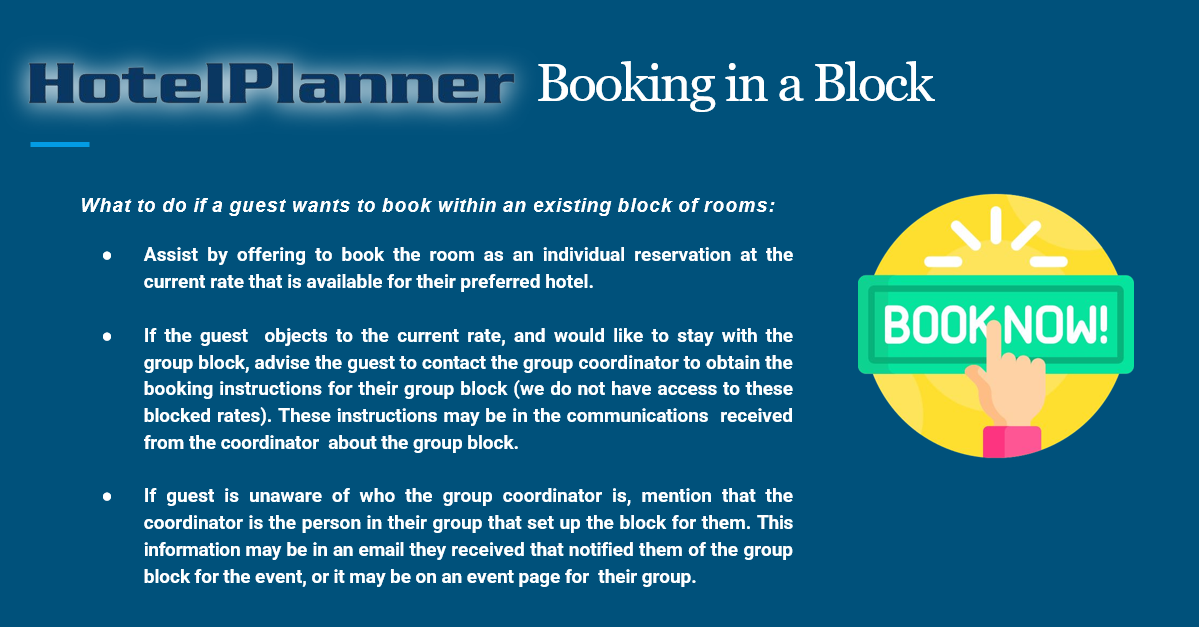 HotelPlanner Booking in a Block
What to do if a guest wants to book within an existing block of rooms:
● Assist by offering to book the room as an individual reservation at the
current rate that is available for their preferred hotel.
● If the guest objects to the current rate, and would like to stay with the
group block, advise the guest to contact the group coordinator to obtain the
booking instructions for their group block (we do not have access to these
blocked rates). These instructions may be in the communications received
from the coordinator about the group block.
● If guest is unaware of who the group coordinator is, mention that the
coordinator is the person in their group that set up the block for them. This
information may be in an email they received that notified them of the group
block for the event, or it may be on an event page for their group.
BOOK NOW!